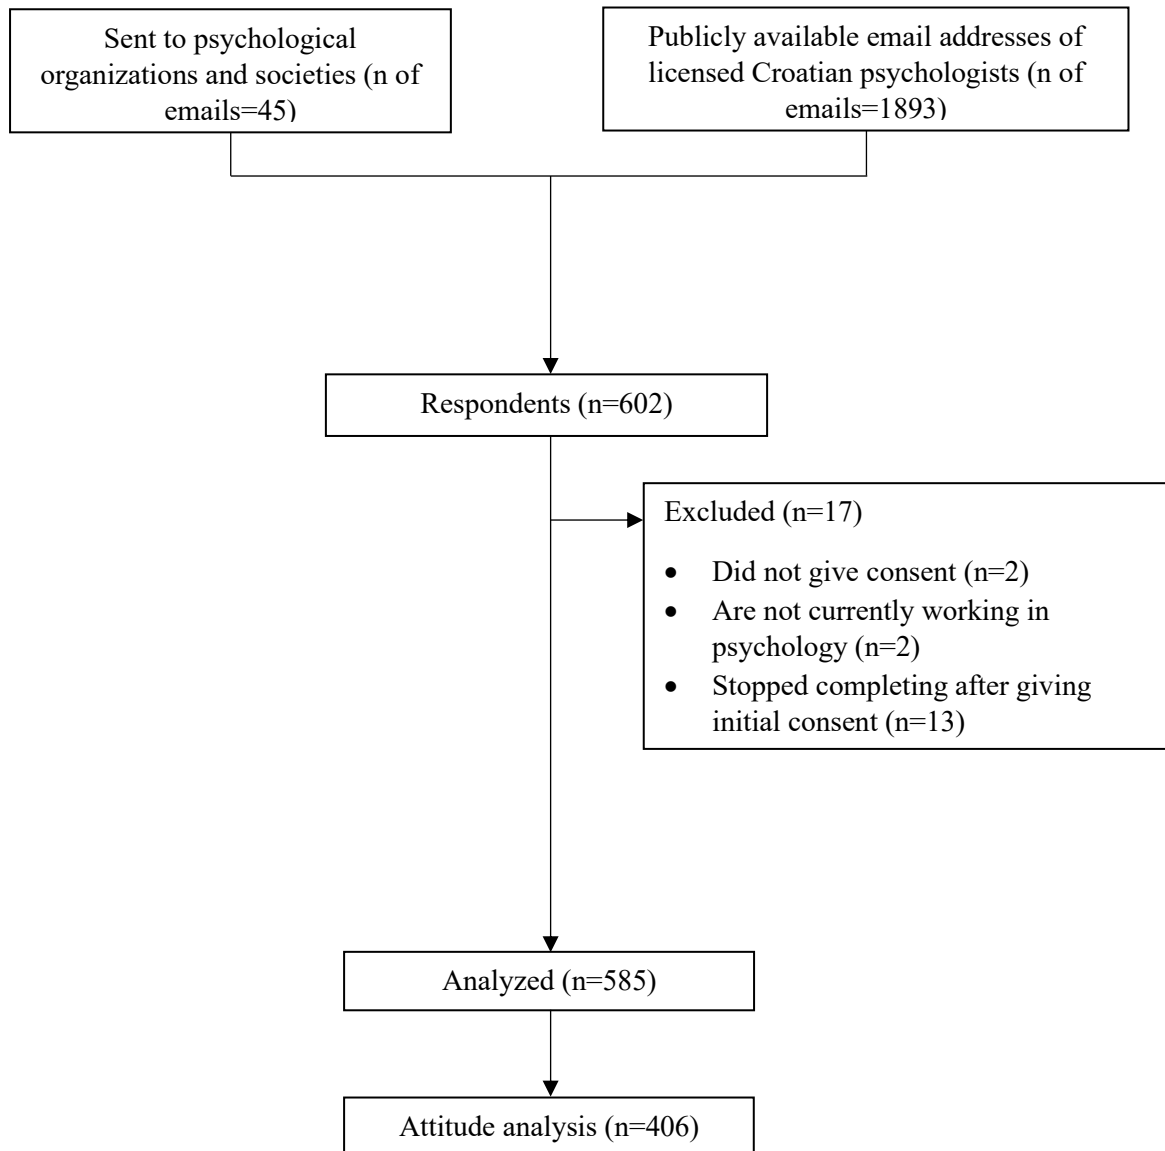 Sent to psychological
organizations and societies (n of
emails=45)
Publicly available email addresses of
licensed Croatian psychologists (n of
emails=1893)
Respondents (n=602)
Excluded (n=17)
• Did not give consent (n=2)
• Are not currently working in
psychology (n=2)
• Stopped completing after giving
initial consent (n=13)
Analyzed (n=585)
Attitude analysis (n=406)